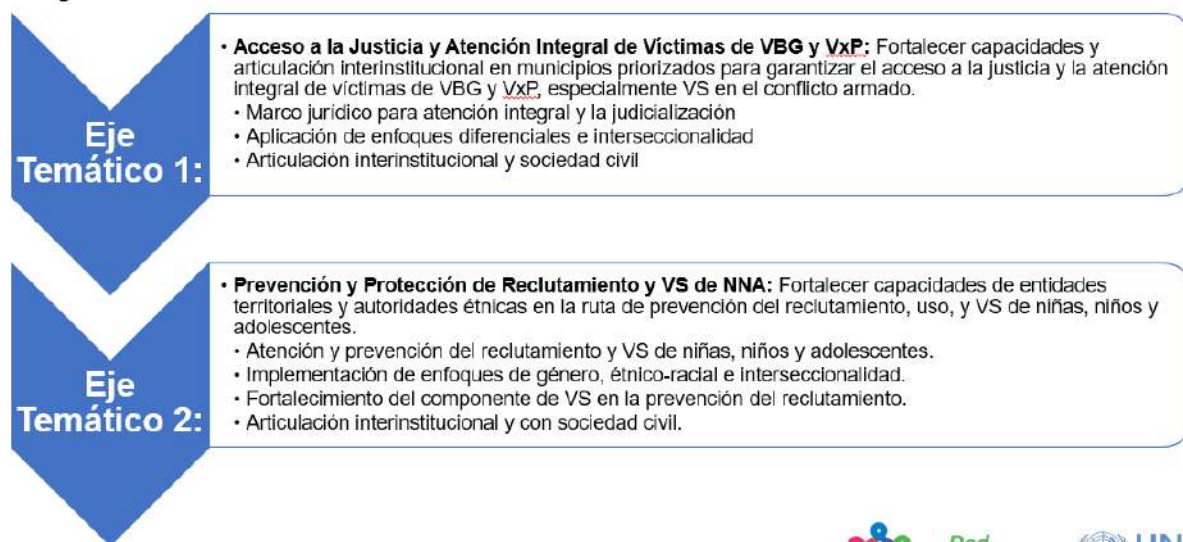 • Acceso a la Justicia y Atención Integral de Víctimas de VBG y VxP: Fortalecer capacidades y
articulación interinstitucional en municipios priorizados para garantizar el acceso a la justicia y la atención
integral de víctimas de VBG y VxP, especialmente VS en el conflicto armado.
• Marco jurídico para atención integral y la judicialización
• Aplicación de enfoques diferenciales e interseccionalidad
• Articulación interinstitucional y sociedad civil
Eje
Temático 1:
• Prevención y Protección de Reclutamiento y VS de NNA: Fortalecer capacidades de entidades
territoriales y autoridades étnicas en la ruta de prevención del reclutamiento, uso, y VS de niñas, niños y
adolescentes.
• Atención y prevención del reclutamiento y VS de niñas, niños y adolescentes.
• Implementación de enfoques de género, étnico-racial e interseccionalidad.
• Fortalecimiento del componente de VS en la prevención del reclutamiento.
• Articulación interinstitucional y con sociedad civil.
Eje
Temático 2: